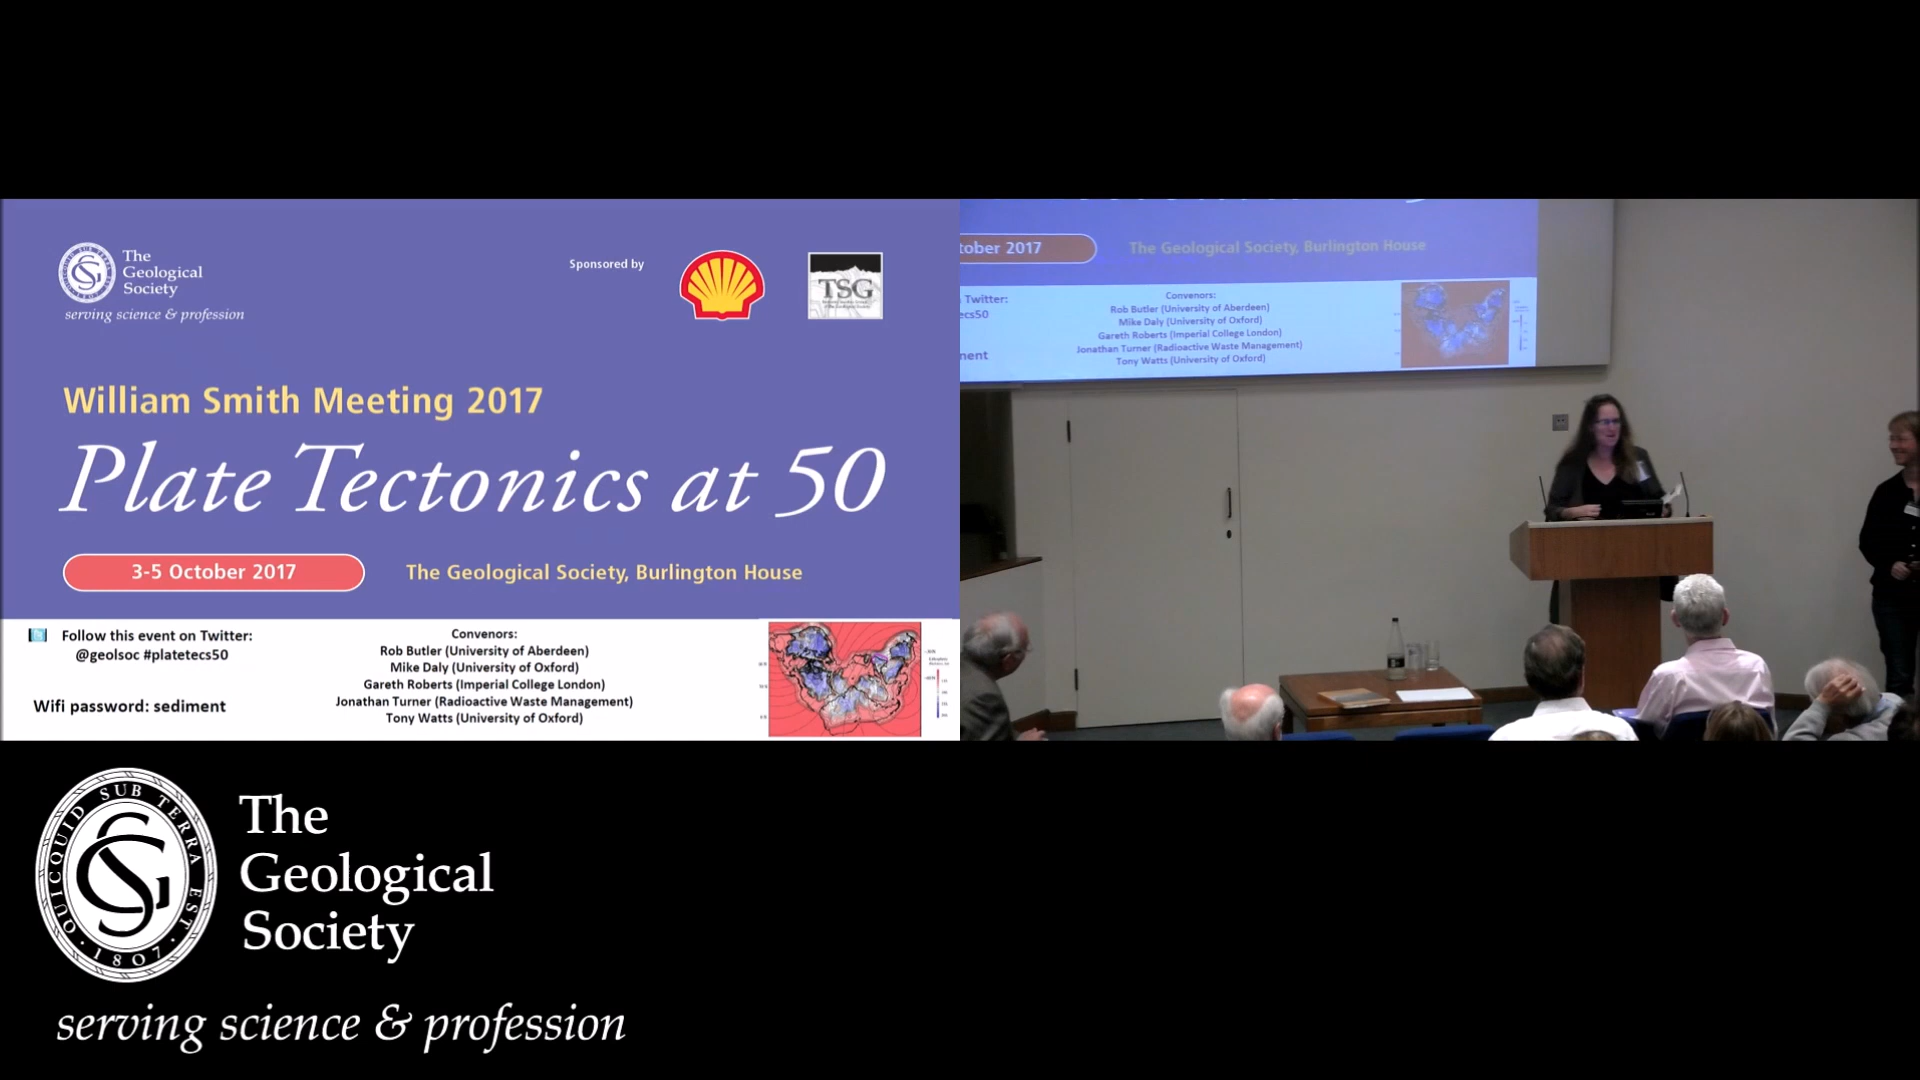 The
Geological
Society
serving science & profession
Sponsored by
TSG
William Smith Meeting 2017
Plate Tectonics at 50
3-5 October 2017
The Geological Society, Burlington House
Follow this event on Twitter:
@geolsoc #platetecs50
Wifi password: sediment
Convenors:
Rob Butler (University of Aberdeen)
Mike Daly (University of Oxford)
Gareth Roberts (Imperial College London)
Jonathan Turner (Radioactive Waste Management)
Tony Watts (University of Oxford)
tober 2017
The Geological Society, Burlington House
Twitter:
ecs50
ment
Convenors:
Rob Butler (University of Aberdeen)
Mike Daly (University of Oxford)
Gareth Roberts (Imperial College London)
Jonathan Turner (Radioactive Waste Management)
Tony Watts (University of Oxford)
QUICQUID SUB TERRA EST
1807
The
Geological
Society
serving science & profession